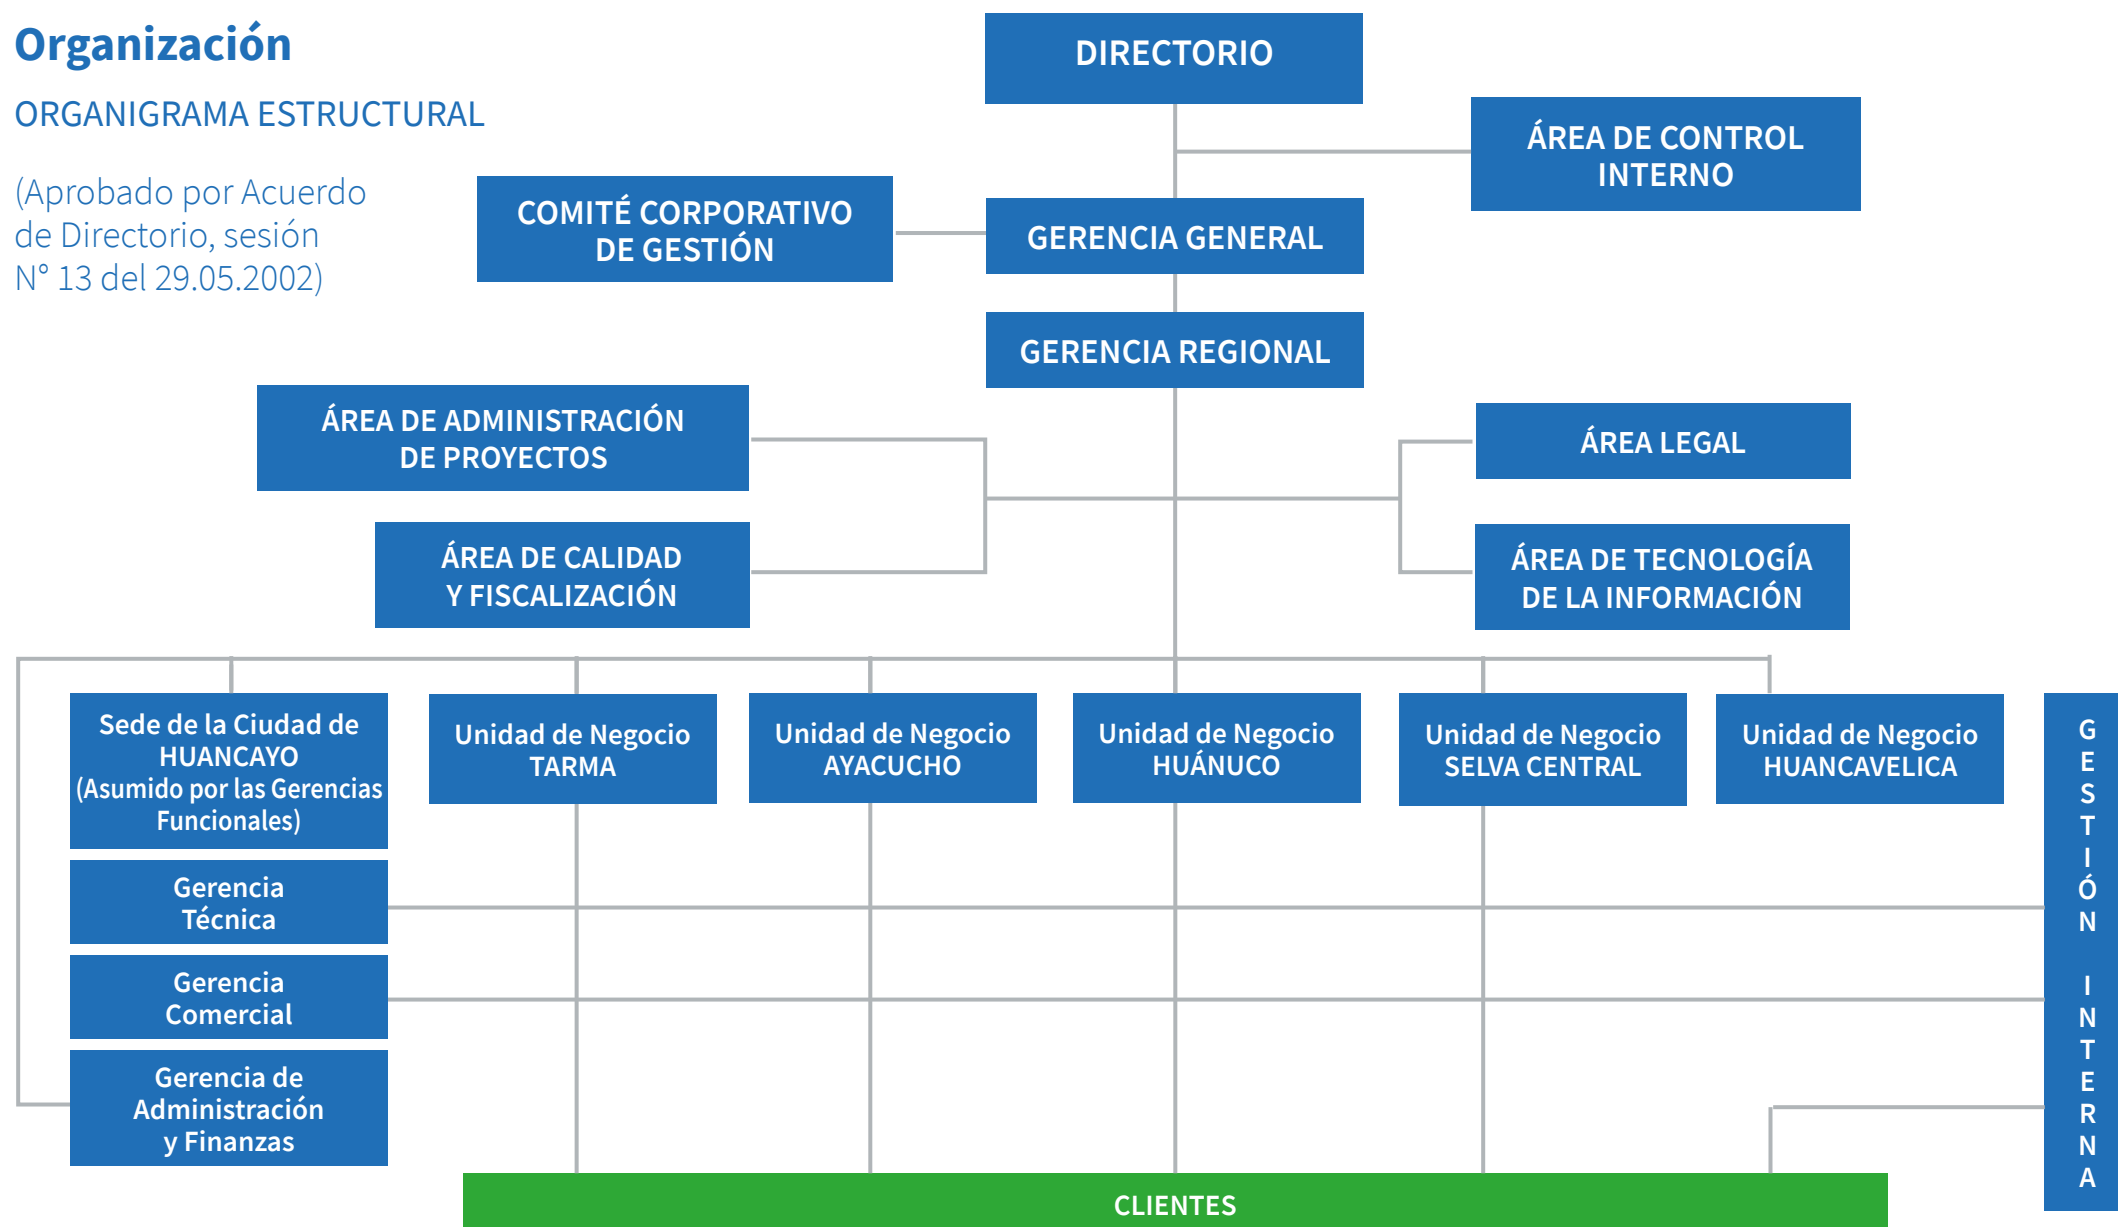 Organización
ORGANIGRAMA ESTRUCTURAL
(Aprobado por Acuerdo
de Directorio, sesión
N° 13 del 29.05.2002)
DIRECTORIO
ÁREA DE CONTROL
INTERNO
COMITÉ CORPORATIVO
DE GESTIÓN
GERENCIA GENERAL
GERENCIA REGIONAL
ÁREA DE ADMINISTRACIÓN
DE PROYECTOS
ÁREA LEGAL
ÁREA DE CALIDAD
Y FISCALIZACIÓN
ÁREA DE TECNOLOGÍA
DE LA INFORMACIÓN
Sede de la Ciudad de
HUANCAYO
(Asumido por las Gerencias
Funcionales)
Unidad de Negocio
TARMA
Unidad de Negocio
AYACUCHO
Unidad de Negocio
HUÁNUCO
Unidad de Negocio
SELVA CENTRAL
Unidad de Negocio
HUANCAVELICA
GESTIÓN INTERNA
Gerencia
Técnica
Gerencia
Comercial
Gerencia de
Administración
y Finanzas
CLIENTES